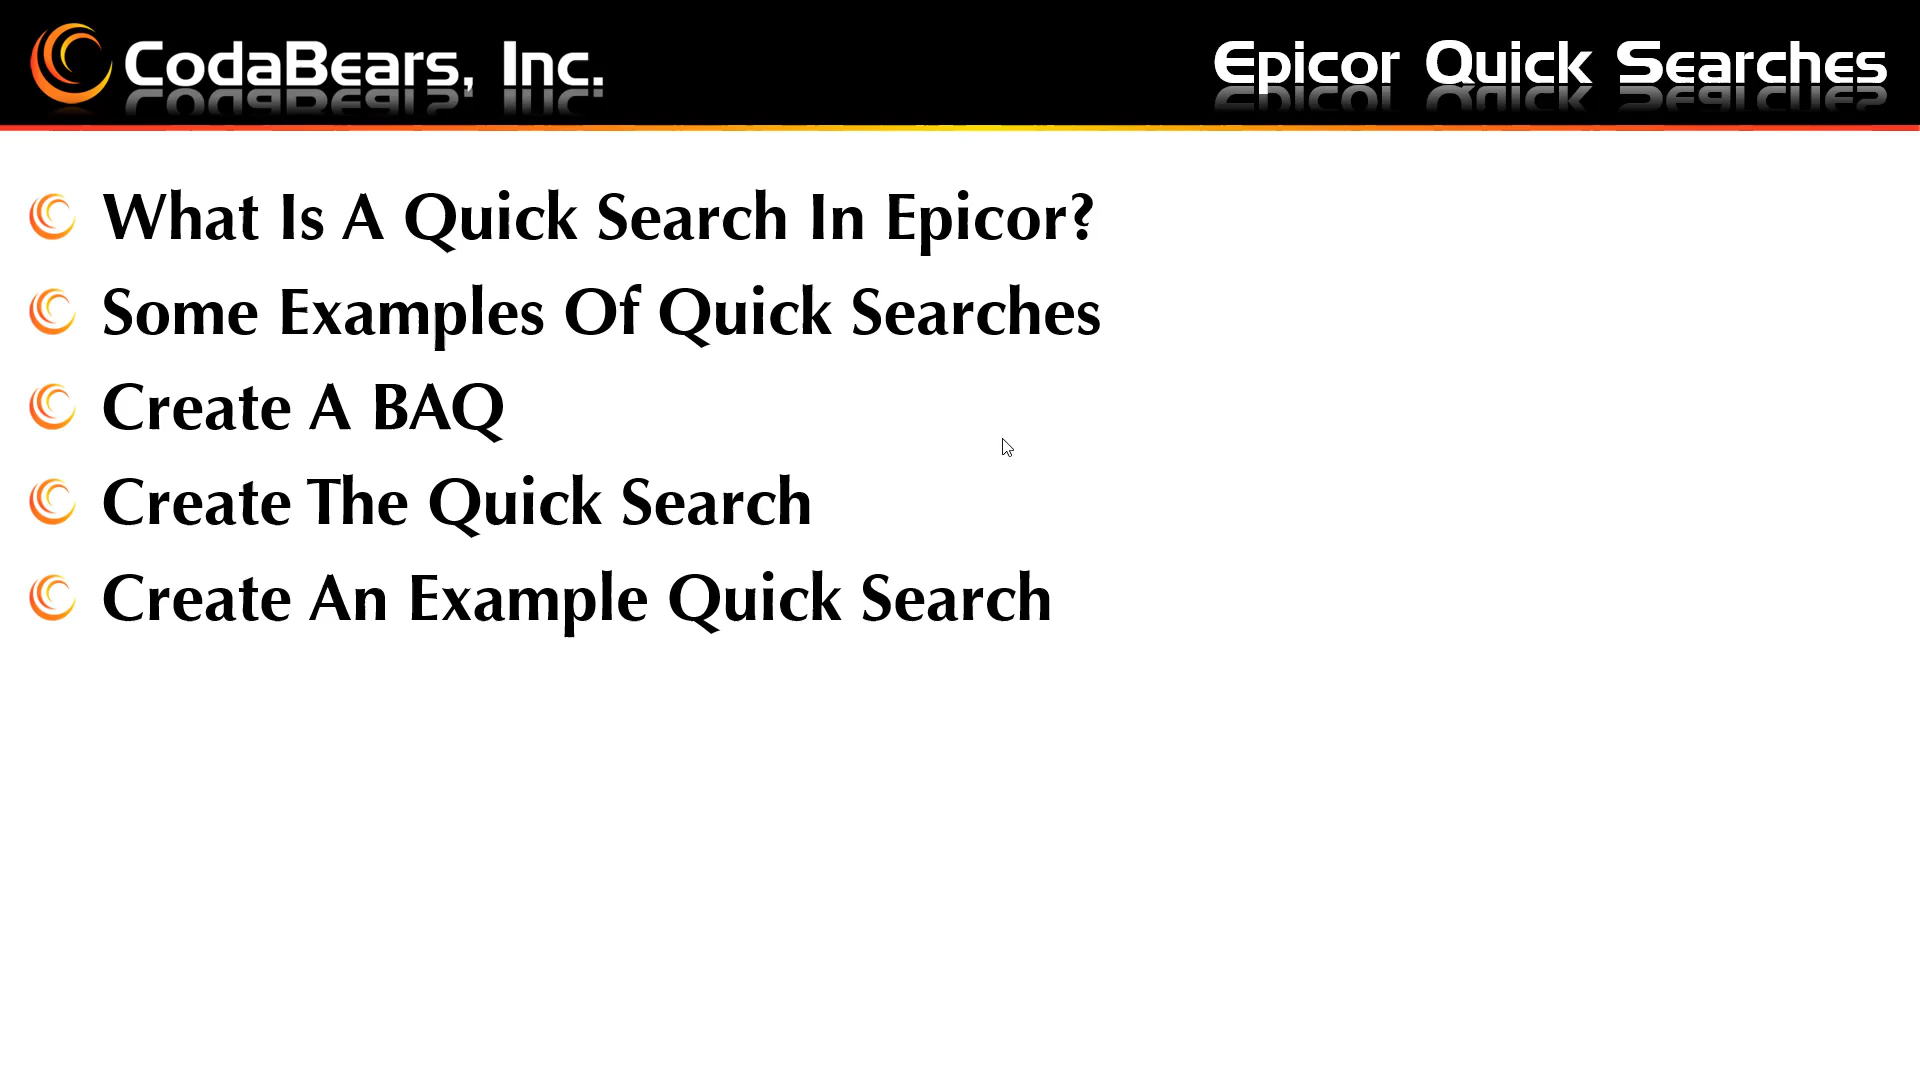 CodaBears, Inc.
Epicor Quick Searches
What Is A Quick Search In Epicor?
Some Examples Of Quick Searches
Create A BAQ
Create The Quick Search
Create An Example Quick Search